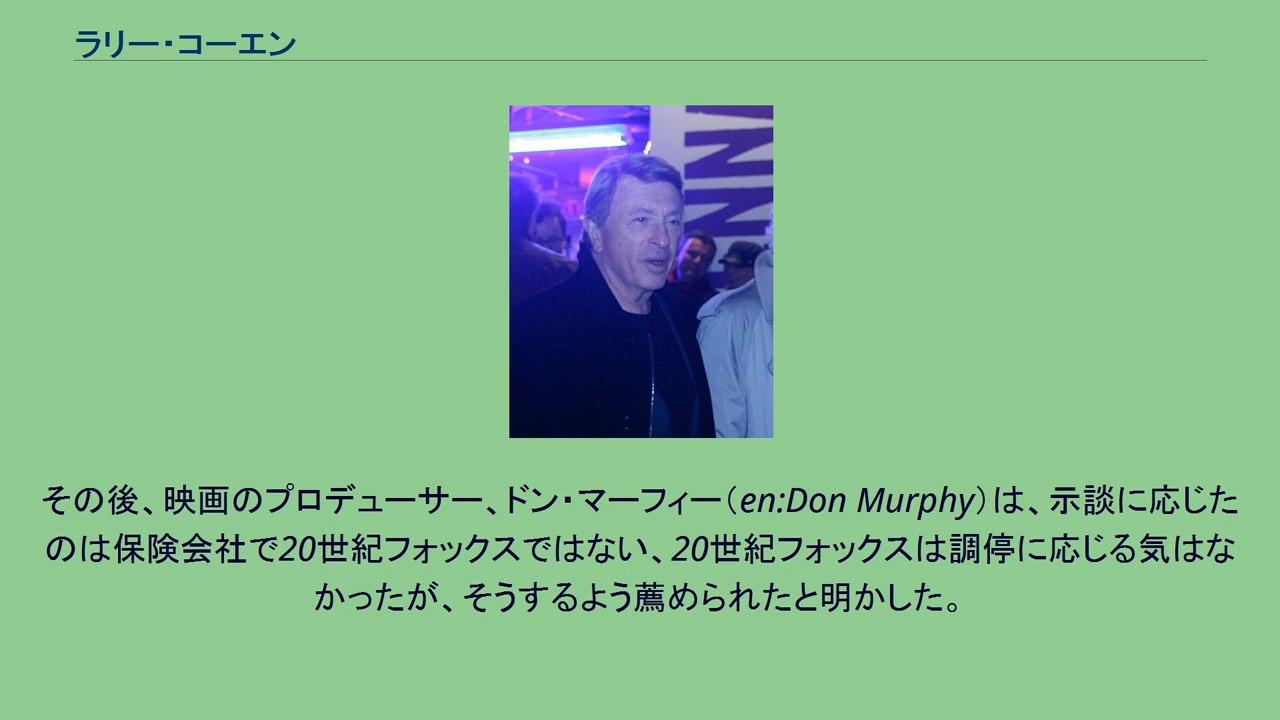 ラリー・コーエン
NN
その後、映画のプロデューサー、ドン・マーフィー（en:Don Murphy）は、示談に応じた
のは保険会社で20世紀フォックスではない、20世紀フォックスは調停に応じる気はな
かったが、そうするよう薦められたと明かした。